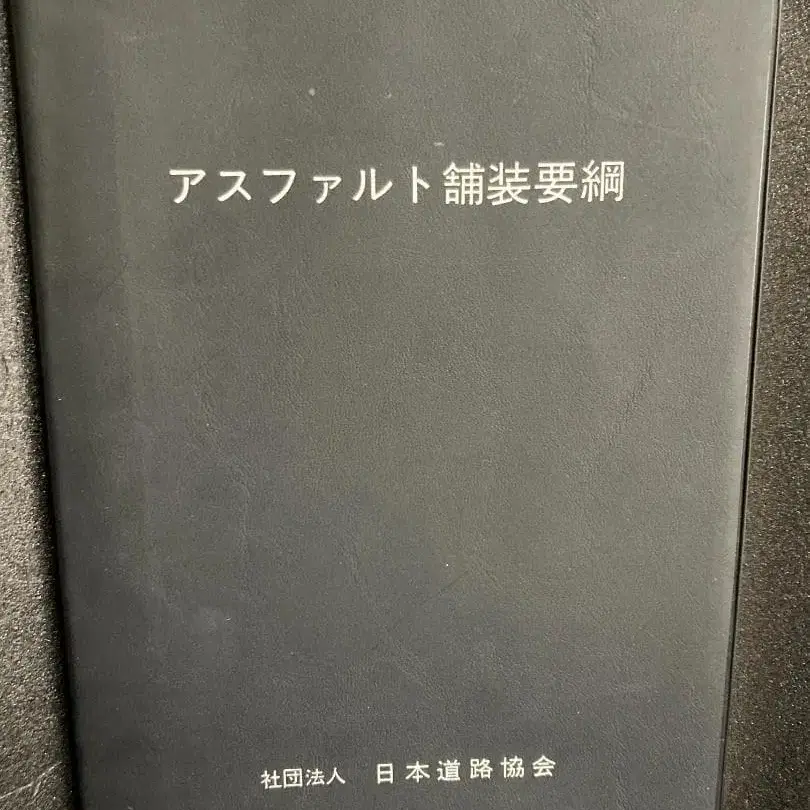 アスファルト舗装要綱
社団法人 日本道路協会